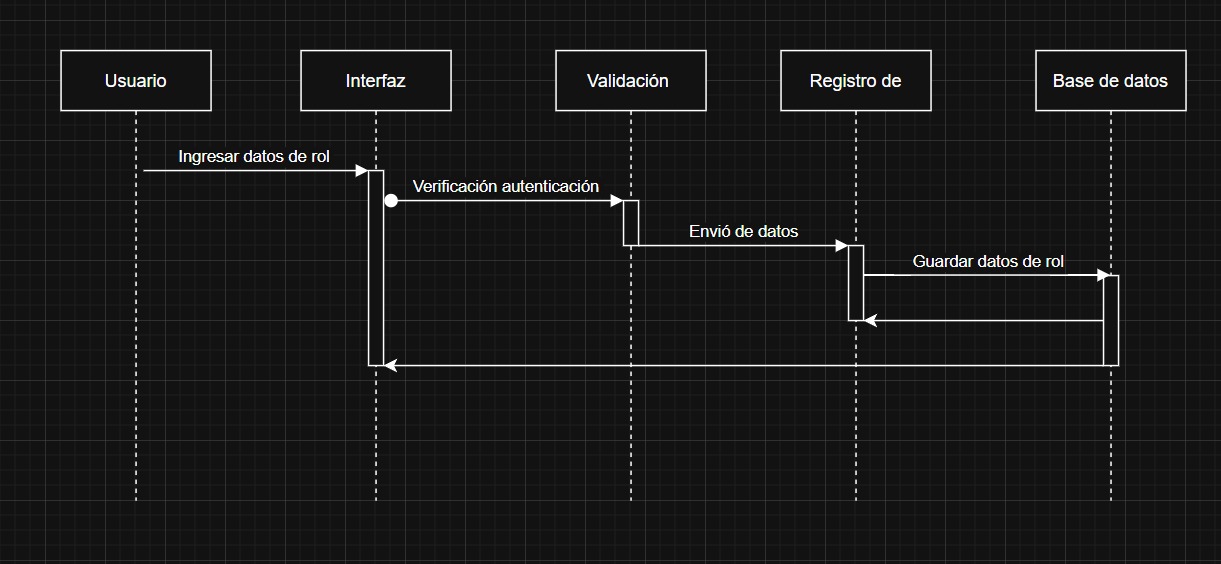 Usuario
Interfaz
Validación
Registro de
Base de datos
Ingresar datos de rol
Verificación autenticación
Envió de datos
Guardar datos de rol